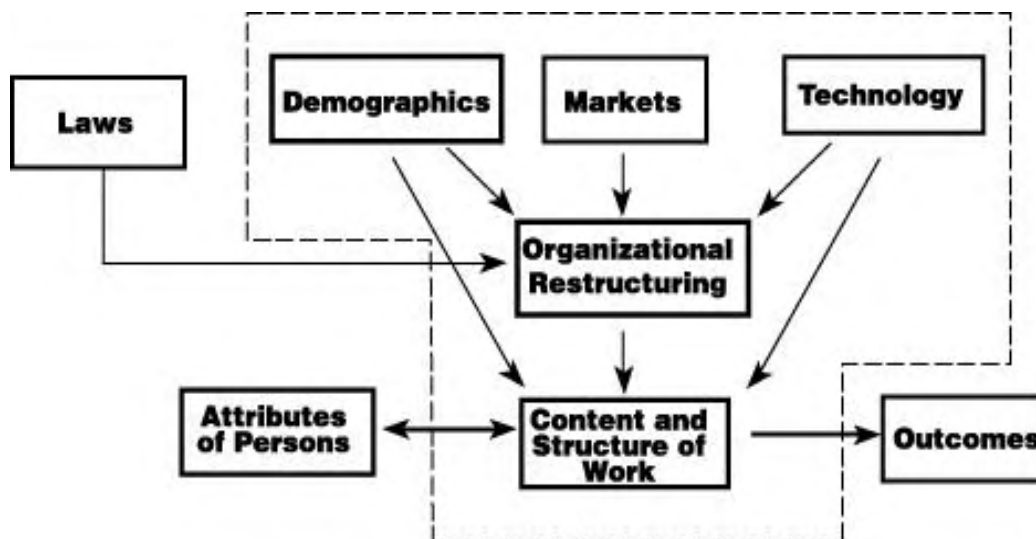 Laws
Demographics
Markets
Technology
Organizational
Restructuring
Attributes
of Persons
Content and
Structure of
Work
Outcomes